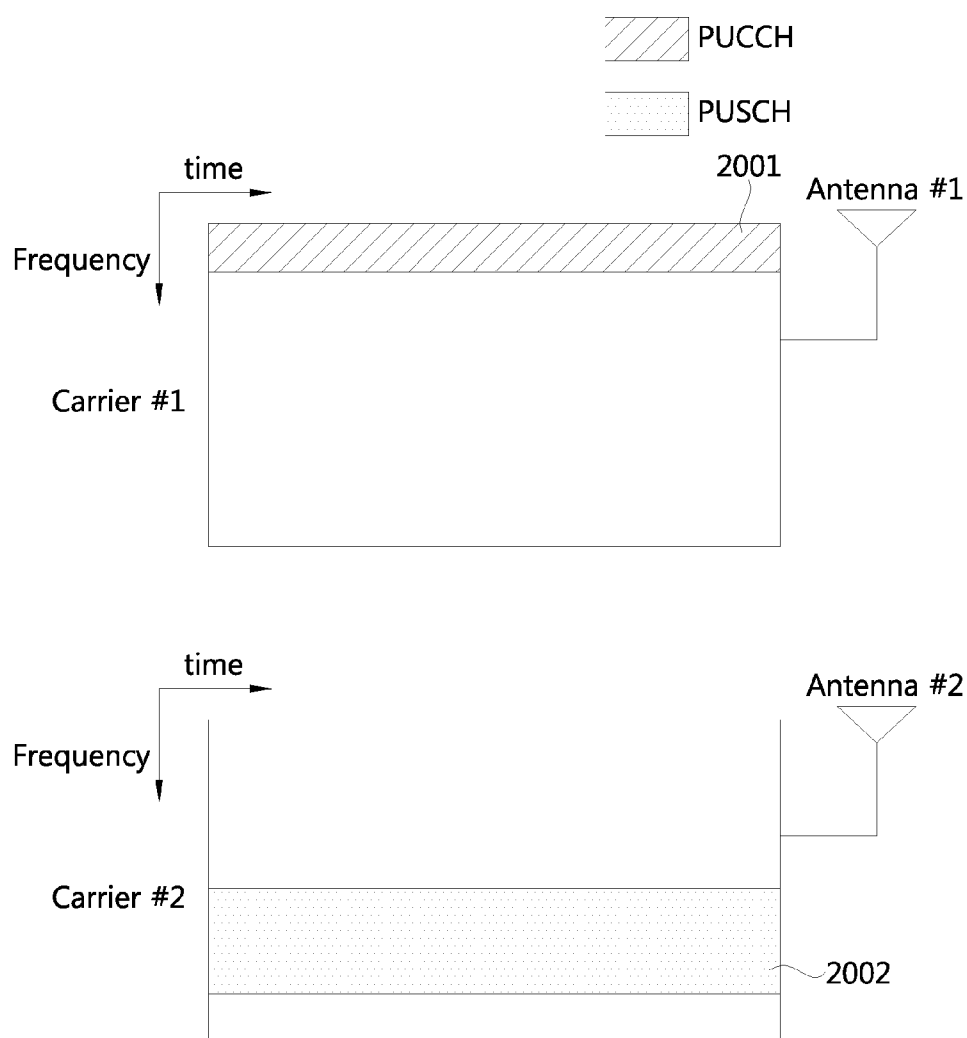 PUCCH
PUSCH
time
2001
Antenna #1
Frequency
Carrier #1
time
Antenna #2
Frequency
Carrier #2
2002